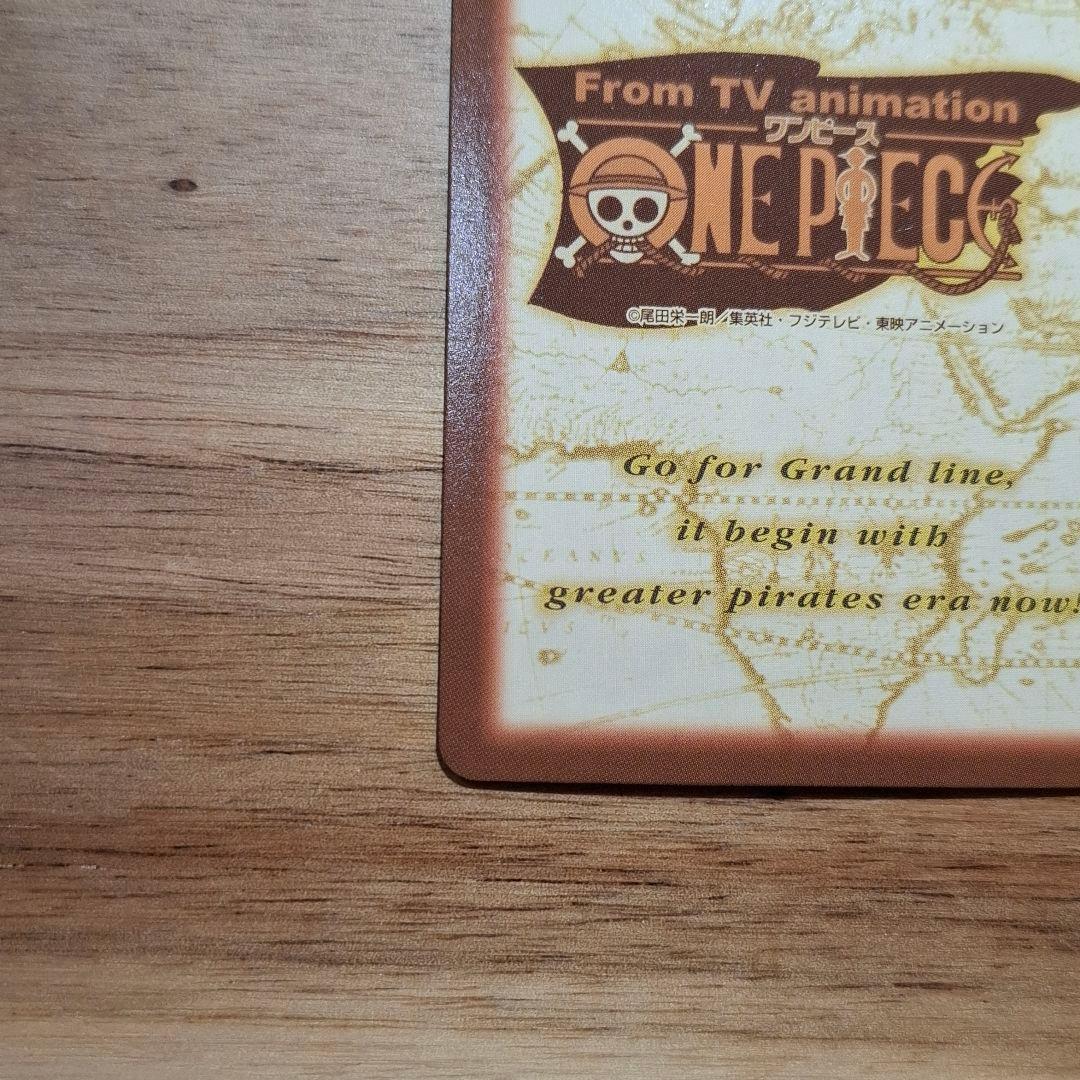 From TV animation
ワンピース
ONE PIECE
©尾田栄一郎/集英社・フジテレビ・東映アニメーション
Go for Grand line,
it begin with
OCEANVS
greater pirates era now!